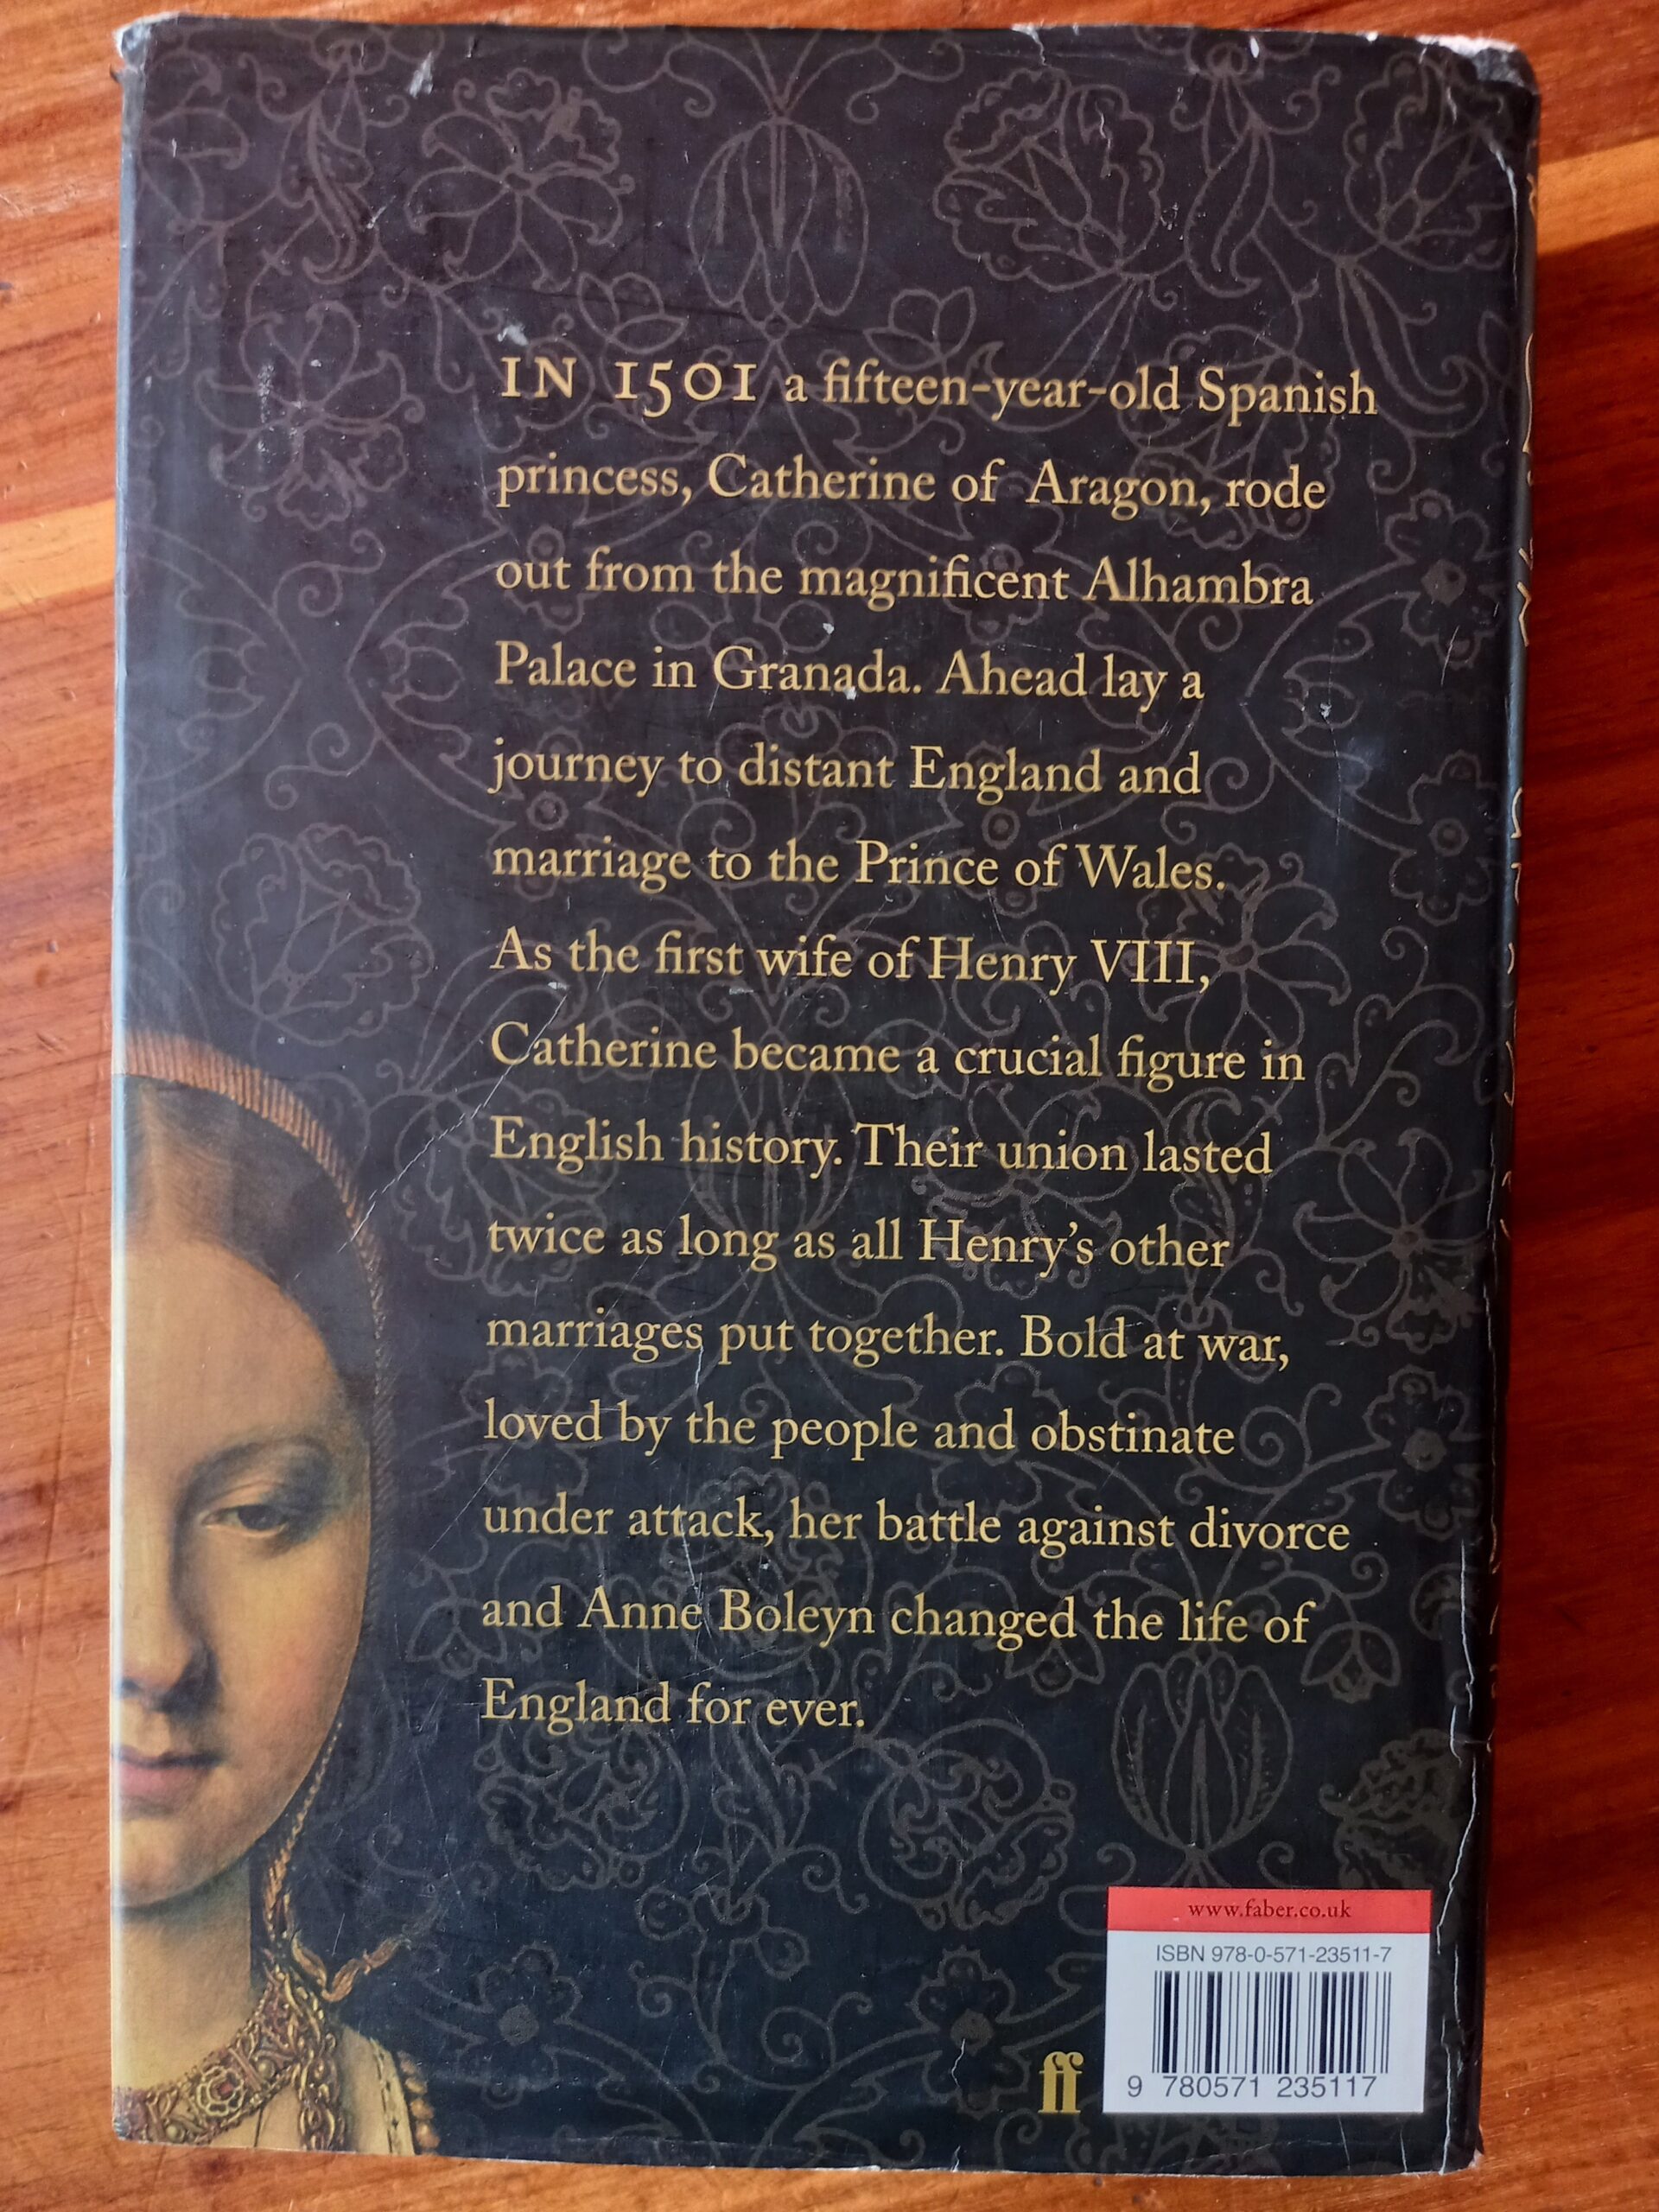 IN 1501 a fifteen-year-old Spanish
princess, Catherine of Aragon, rode
out from the magnificent Alhambra
Palace in Granada. Ahead lay a
journey to distant England and
marriage to the Prince of Wales.
As the first wife of Henry VIII,
Catherine became a crucial figure in
English history. Their union lasted
twice as long as all Henry's other
marriages put together. Bold at war,
loved by the people and obstinate
under attack, her battle against divorce
and Anne Boleyn changed the life of
England for ever.
www.faber.co.uk
ISBN 978-0-571-23511-7
ff
9 780571 235117